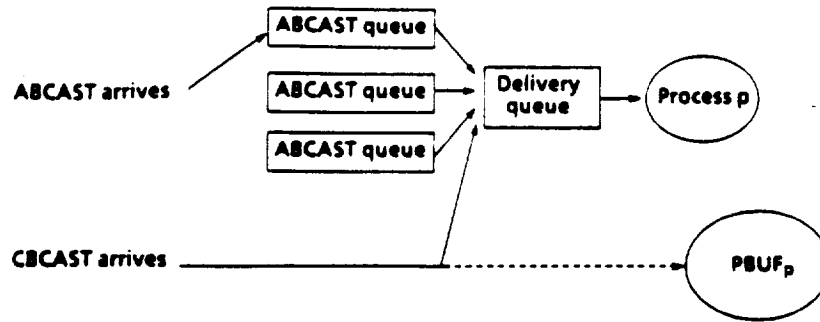 ABCAST queue
ABCAST arrives
ABCAST queue
Delivery
queue
Process p
ABCAST queue
CBCAST arrives
PBUFp